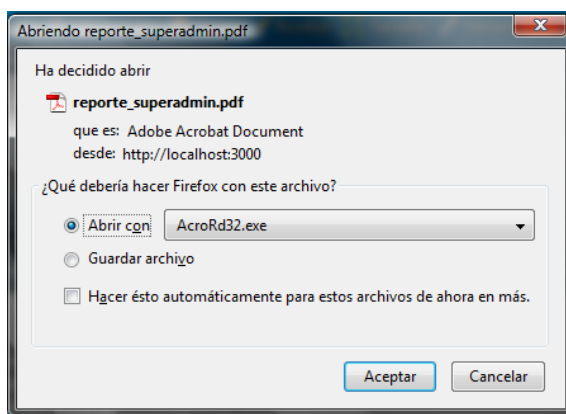 Abriendo reporte_superadmin.pdf
Ha decidido abrir
reporte_superadmin.pdf
que es: Adobe Acrobat Document
desde: http://localhost:3000
¿Qué debería hacer Firefox con este archivo?
Abrir con AcroRd32.exe
Guardar archivo
Hacer ésto automáticamente para estos archivos de ahora en más.
Aceptar Cancelar